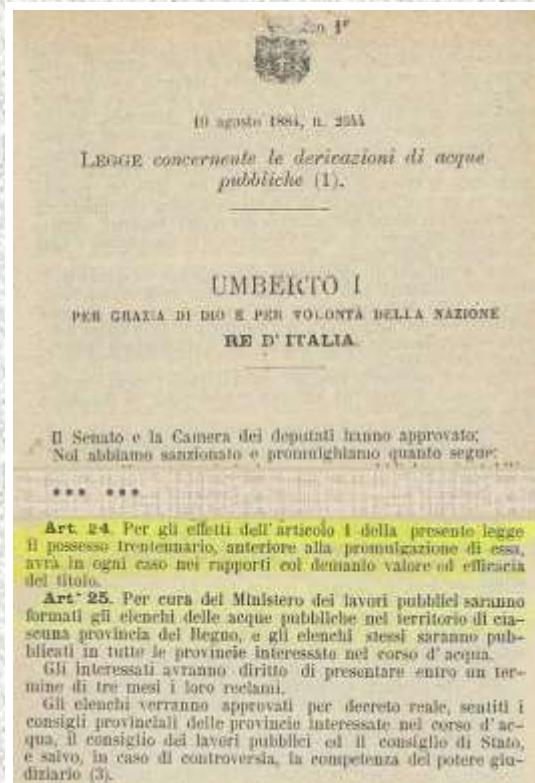 1º
10 agosto 1884, n. 2644
LEGGE concernente le derivazioni di acque
pubbliche (1).
UMBERTO I
PER GRAZIA DI DIO E PER VOLONTÀ DELLA NAZIONE
RE D'ITALIA.
Il Senato e la Camera dei deputati hanno approvato;
Noi abbiamo sanzionato e promulghiamo quanto segue:
*** ***
Art. 24. Per gli effetti dell'articolo 1 della presente legge
il possesso trentennario, anteriore alla promulgazione di essa,
avrà in ogni caso nei rapporti col demanio valore ed efficacia
del titolo.
Art. 25. Per cura del Ministero dei lavori pubblici saranno
formati gli elenchi delle acque pubbliche nel territorio di cia-
scuna provincia del Regno, e gli elenchi stessi saranno pub-
blicati in tutte le provincie interessate nel corso d'acqua.
Gli interessati avranno diritto di presentare entro un ter-
mine di tre mesi i loro reclami.
Gli elenchi verranno approvati per decreto reale, sentiti i
consigli provinciali delle provincie interessate nel corso d'ac-
qua, il consiglio dei lavori pubblici ed il consiglio di Stato,
e salvo, in caso di controversia, la competenza del potere giu-
diziario (3).